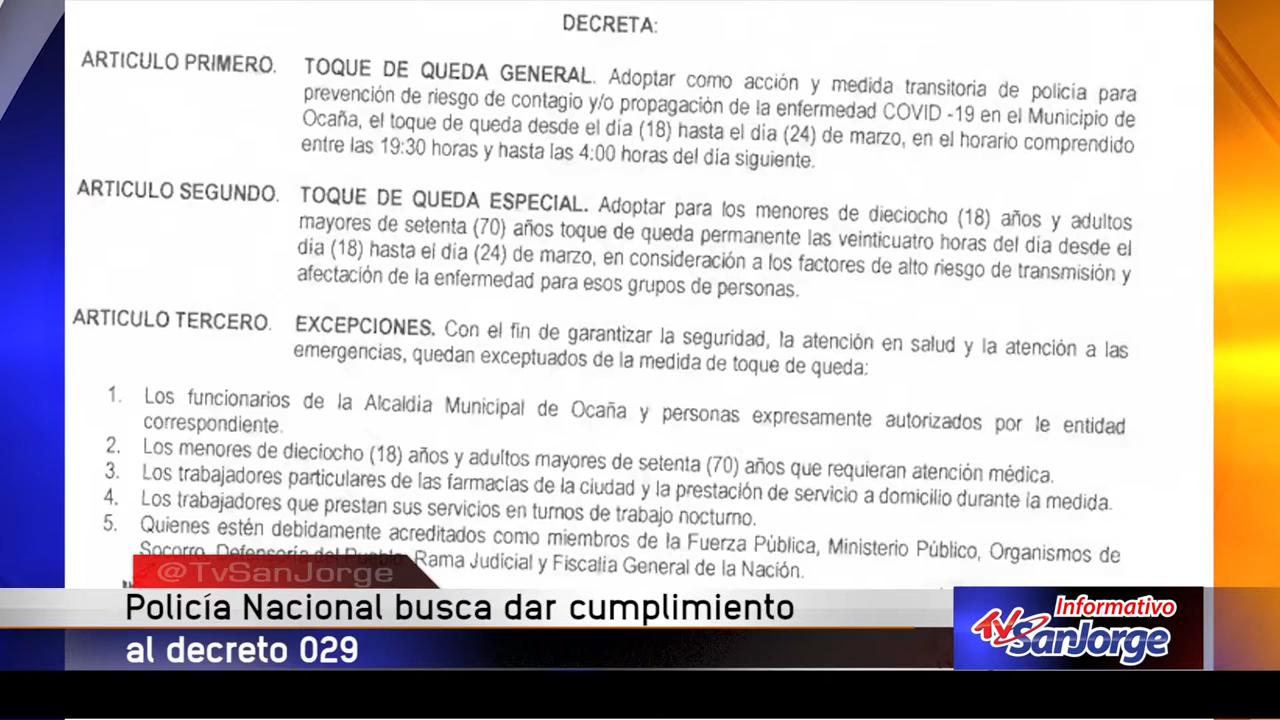 DECRETA:
ARTICULO PRIMERO. TOQUE DE QUEDA GENERAL. Adoptar como acción y medida transitoria de policía para
prevención de riesgo de contagio y/o propagación de la enfermedad COVID -19 en el Municipio de
Ocaña, el toque de queda desde el día (18) hasta el día (24) de marzo, en el horario comprendido
entre las 19:30 horas y hasta las 4:00 horas del día siguiente.
ARTICULO SEGUNDO. TOQUE DE QUEDA ESPECIAL. Adoptar para los menores de dieciocho (18) años y adultos
mayores de setenta (70) años toque de queda permanente las veinticuatro horas del día desde el
día (18) hasta el día (24) de marzo, en consideración a los factores de alto riesgo de transmisión y
afectación de la enfermedad para esos grupos de personas.
ARTICULO TERCERO. EXCEPCIONES. Con el fin de garantizar la seguridad, la atención en salud y la atención a las
emergencias, quedan exceptuados de la medida de toque de queda:
1. Los funcionarios de la Alcaldía Municipal de Ocaña y personas expresamente autorizados por le entidad
correspondiente.
2. Los menores de dieciocho (18) años y adultos mayores de setenta (70) años que requieran atención médica.
3. Los trabajadores particulares de las farmacias de la ciudad y la prestación de servicio a domicilio durante la medida.
4. Los trabajadores que prestan sus servicios en turnos de trabajo nocturno.
5. Quienes estén debidamente acreditados como miembros de la Fuerza Pública, Ministerio Público, Organismos de
Socorro, Defensoría del Pueblo, Rama Judicial y Fiscalía General de la Nación.
@TvSanJorge
Policía Nacional busca dar cumplimiento
al decreto 029
Informativo
TV SanJorge